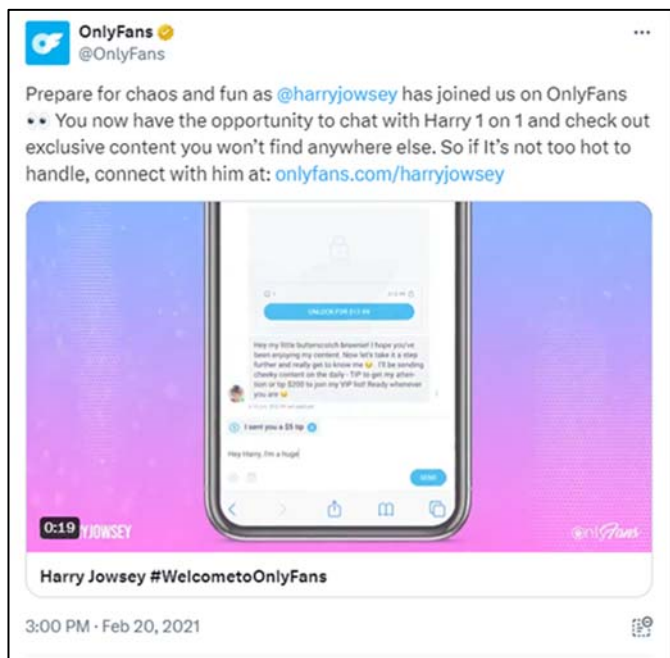 OnlyFans
@OnlyFans
Prepare for chaos and fun as @harryjowsey has joined us on OnlyFans
👀 You now have the opportunity to chat with Harry 1 on 1 and check out
exclusive content you won't find anywhere else. So if It's not too hot to
handle, connect with him at: onlyfans.com/harryjowsey
UNLOCK FOR
Hey my little butterscotch brownie! I hope you've
been enjoying my content. Now let's take it a step
further and really get to know me 😉. I'll be sending
cheeky content on the daily - TIP to get my atten-
tion or tip $200 to join my VIP list! Ready whenever
you are 😉
I sent you a $5 tip
Hey Harry, I'm a huge
SEND
0:19
YJOWSEY
OnlyFans
Harry Jowsey #WelcometoOnlyFans
3:00 PM · Feb 20, 2021